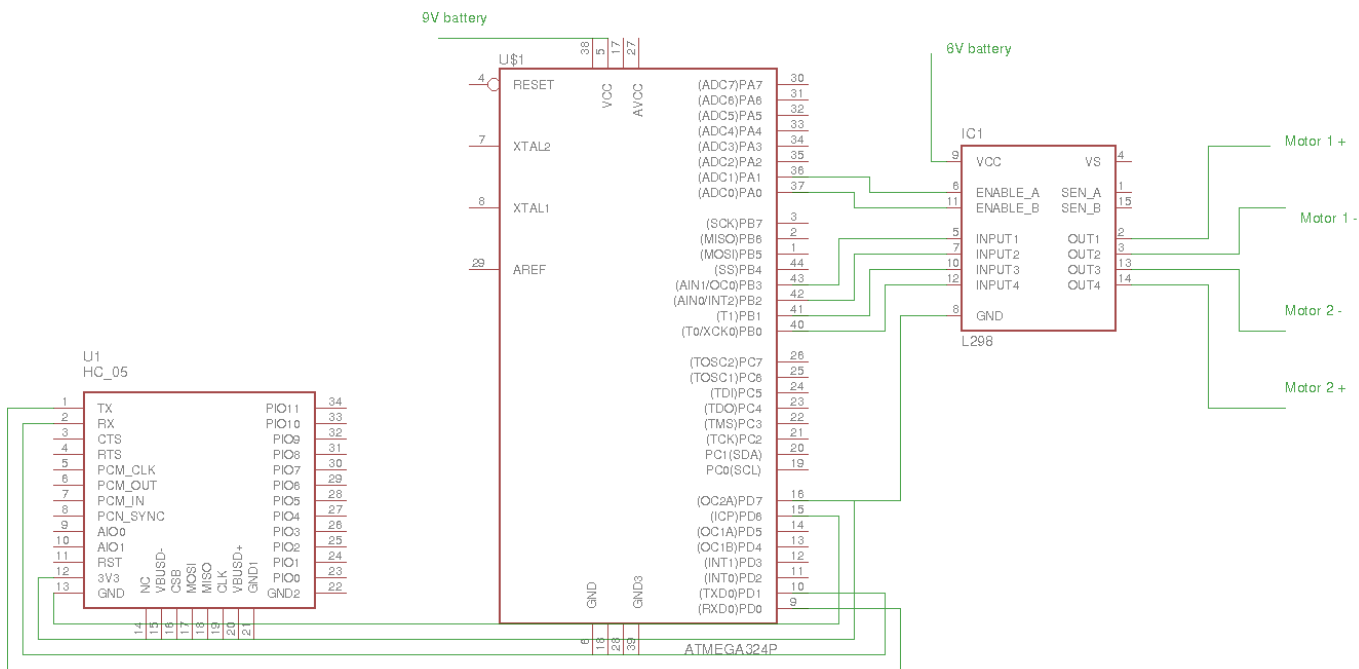 9V battery
6V battery
U$1
38
5
17
27
VCC
AVCC
4
RESET
7
XTAL2
8
XTAL1
29
AREF
(ADC7)PA7 30
(ADC6)PA6 31
(ADC5)PA5 32
(ADC4)PA4 33
(ADC3)PA3 34
(ADC2)PA2 35
(ADC1)PA1 36
(ADC0)PA0 37
(SCK)PB7 3
(MISO)PB6 2
(MOSI)PB5 1
(SS)PB4 44
(AIN1/OC0)PB3 43
(AIN0/INT2)PB2 42
(T1)PB1 41
(T0/XCK0)PB0 40
(TOSC2)PC7 26
(TOSC1)PC6 25
(TDI)PC5 24
(TDO)PC4 23
(TMS)PC3 22
(TCK)PC2 21
PC1(SDA) 20
PC0(SCL) 19
(OC2A)PD7 16
(ICP)PD6 15
(OC1A)PD5 14
(OC1B)PD4 13
(INT1)PD3 12
(INT0)PD2 11
(TXD0)PD1 10
(RXD0)PD0 9
GND
GND3
6
18
28
39
ATMEGA324P
IC1
9 VCC VS 4
6 ENABLE_A SEN_A 1
11 ENABLE_B SEN_B 15
5 INPUT1 OUT1 2
7 INPUT2 OUT2 3
10 INPUT3 OUT3 13
12 INPUT4 OUT4 14
8 GND
L298
Motor 1 +
Motor 1 -
Motor 2 -
Motor 2 +
U1
HC_05
1 TX PIO11 34
2 RX PIO10 33
3 CTS PIO9 32
4 RTS PIO8 31
5 PCM_CLK PIO7 30
6 PCM_OUT PIO6 29
7 PCM_IN PIO5 28
8 PCN_SYNC PIO4 27
9 AIO0 PIO3 26
10 AIO1 PIO2 25
11 RST PIO1 24
12 3V3 PIO0 23
13 GND GND2 22
NC
VBUSD-
CSB
MOSI
MISO
CLK
VBUSD+
GND1
14
15
16
17
18
19
20
21